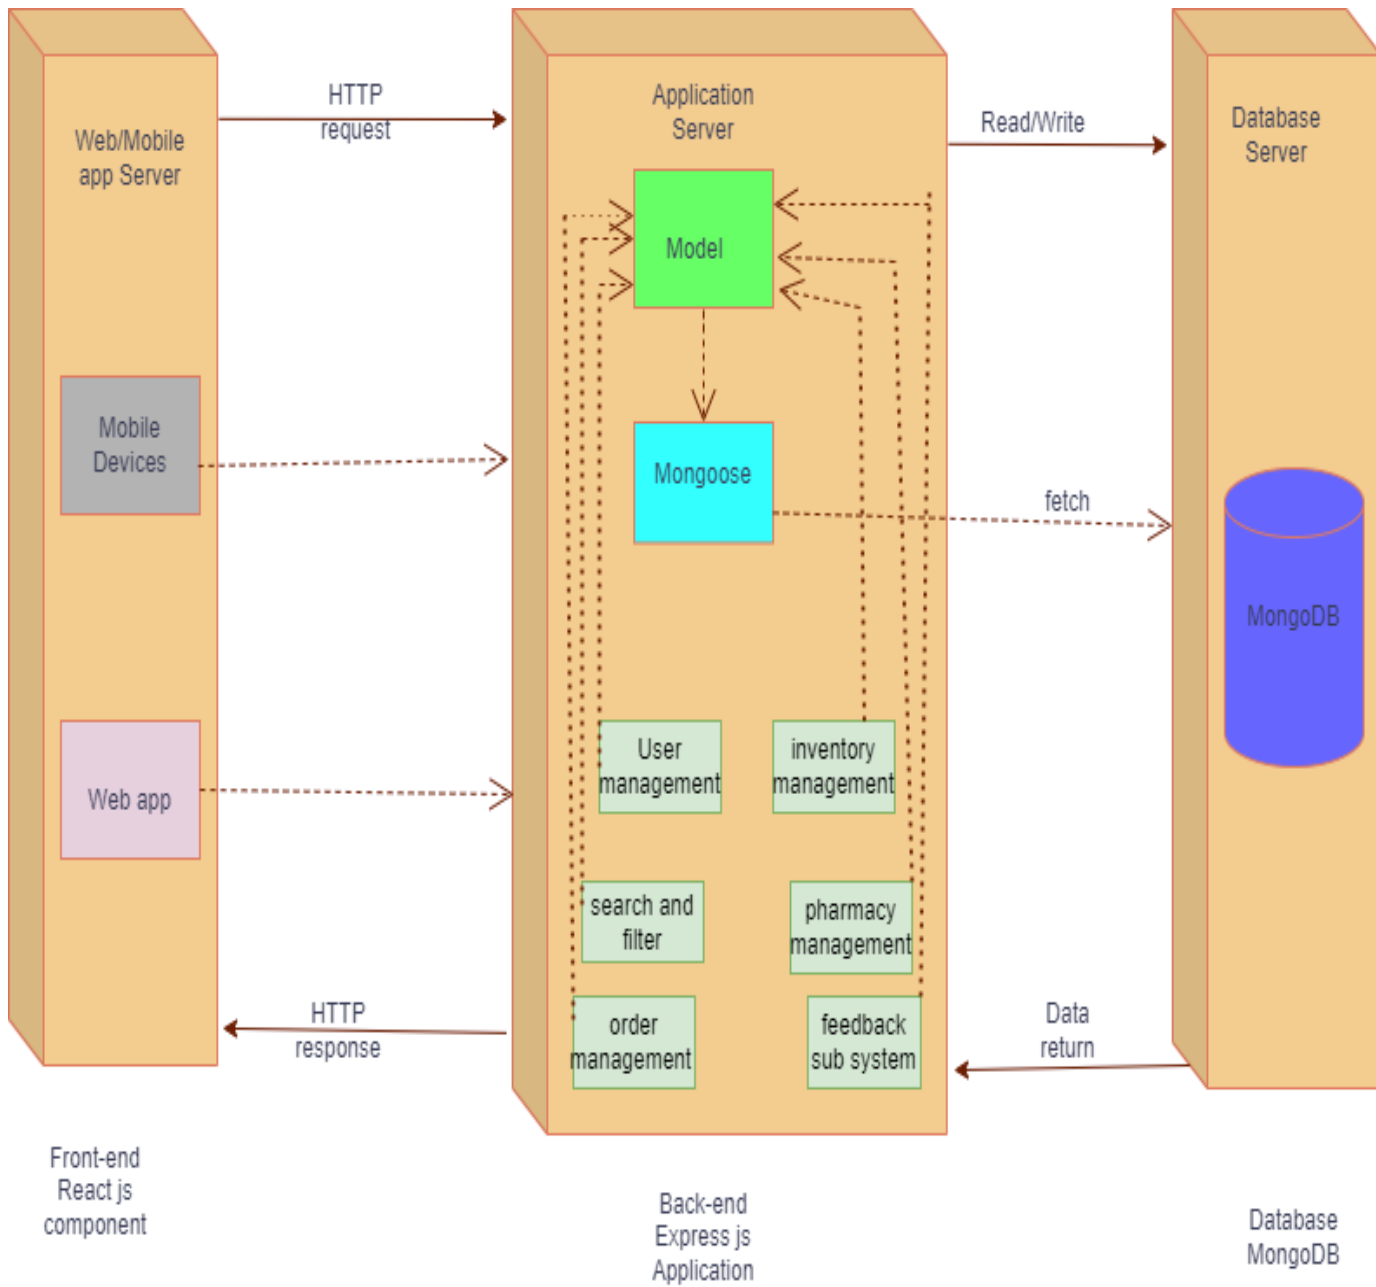 Web/Mobile
app Server
HTTP
request
Application
Server
Read/Write
Database
Server
Model
Mobile
Devices
Mongoose
fetch
MongoDB
Web app
User
management
inventory
management
search and
filter
pharmacy
management
order
management
feedback
sub system
HTTP
response
Data
return
Front-end
React js
component
Back-end
Express js
Application
Database
MongoDB